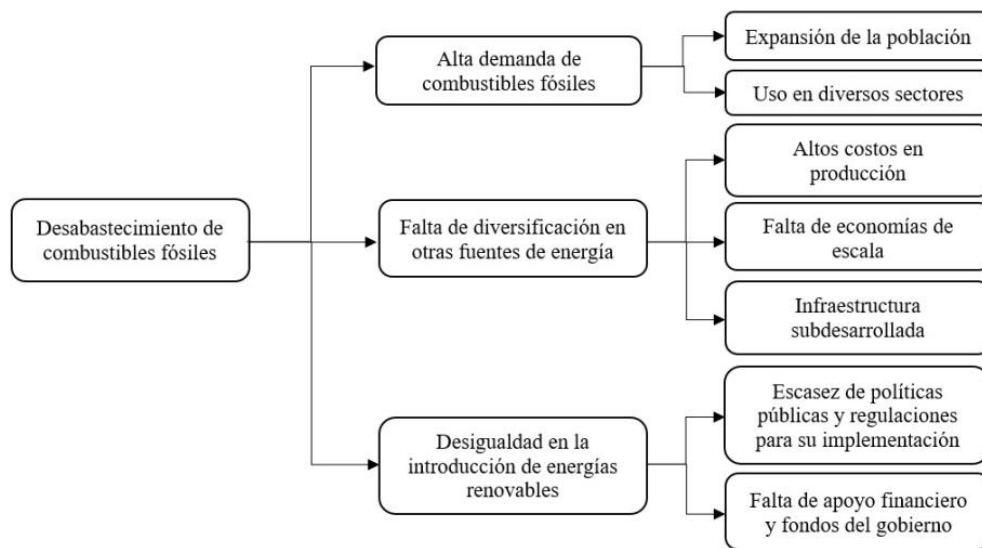 Desabastecimiento de
combustibles fósiles
Alta demanda de
combustibles fósiles
Expansión de la población
Uso en diversos sectores
Falta de diversificación en
otras fuentes de energía
Altos costos en
producción
Falta de economías de
escala
Infraestructura
subdesarrollada
Desigualdad en la
introducción de energías
renovables
Escasez de políticas
públicas y regulaciones
para su implementación
Falta de apoyo financiero
y fondos del gobierno